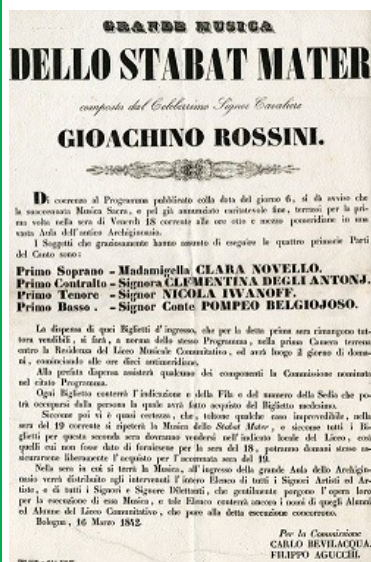 GRANDE MUSICA
DELLO STABAT MATER
composta dal Celeberrimo Signor Cavaliere
GIOACHINO ROSSINI.
Di coerenza al Programma pubblicato colla data del giorno 6, si dà avviso che
la succennata Musica Sacra, e pel già annunciato caritatevole fine, terrassi per la pri-
ma volta nella sera di Venerdì 18 corrente alle ore otto e mezzo pomeridiane in una
vasta Aula dell'antico Archiginnasio.
I Soggetti che graziosamente hanno assunto di eseguire le quattro primarie Parti
del Canto sono:
Primo Soprano - Madamigella CLARA NOVELLO.
Primo Contralto - Signora CLEMENTINA DEGLI ANTONJ.
Primo Tenore - Signor NICOLA IWANOFF.
Primo Basso. - Signor Conte POMPEO BELGIOJOSO.
La dispensa di quei Biglietti d'ingresso, che per la detta prima sera rimangono tut-
tora vendibili, si farà, a norma dello stesso Programma, nella prima Camera terrena
entro la Residenza del Liceo Musicale Comunitativo, ed avrà luogo il giorno di doma-
ni, cominciando alle ore dieci antimeridiane.
Alla prefata dispensa assisterà qualcuno dei componenti la Commissione nominata
nel citato Programma.
Ogni Biglietto conterrà l'indicazione e della Fila e del numero della Sedia che po-
trà occuparsi dalla persona la quale avrà fatto acquisto del Biglietto medesimo.
Siccome poi vi è quasi certezza, che, toltone qualche caso imprevedibile, nella
sera del 19 corrente si ripeterà la Musica dello Stabat Mater, e siccome tutti i Bi-
glietti per questa seconda sera dovranno vendersi nell'indicato locale del Liceo, così
quelli cui non fosse dato di fornirsene per la sera del 18, potranno domani stesso as-
sicurarsene liberamente l'acquisto per l'accennata sera del 19.
Nella sera in cui si terrà la Musica, all'ingresso della grande Aula dello Archigin-
nasio verrà distribuito agli intervenuti l'intero Elenco di tutti i Signori Artisti ed Ar-
tiste, e di tutti i Signori e Signore Dilettanti, che gentilmente porgono l'opera loro
per la esecuzione di essa Musica, e tale Elenco conterrà ancora i nomi di quegli Alunni
ed Alunne del Liceo Comunitativo, che pure alla detta esecuzione concorrono.
Bologna, 16 Marzo 1842.
Per la Commissione
CARLO BEVILACQUA.
FILIPPO AGUCCHI.